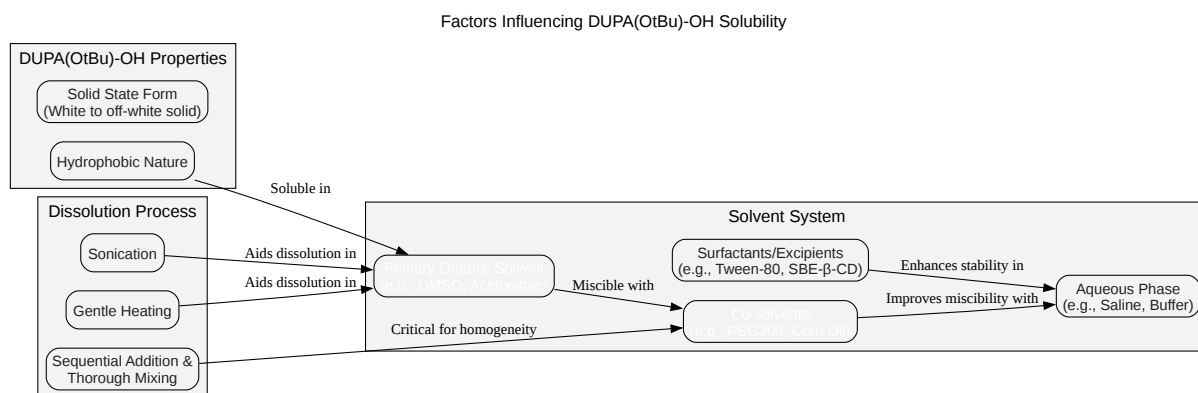 Factors Influencing DUPA(OtBu)-OH Solubility
DUPA(OtBu)-OH Properties
Solid State Form
(White to off-white solid)
Hydrophobic Nature
Soluble in
Dissolution Process
Sonication
Aids dissolution in
Gentle Heating
Aids dissolution in
Sequential Addition &
Thorough Mixing
Critical for homogeneity
Solvent System
Primary Organic Solvent
(e.g., DMSO, Acetonitrile)
Miscible with
Surfactants/Excipients
(e.g., Tween-80, SBE-β-CD)
Enhances stability in
Co-solvents
(e.g., PEG300, Corn Oil)
Improves miscibility with
Aqueous Phase
(e.g., Saline, Buffer)